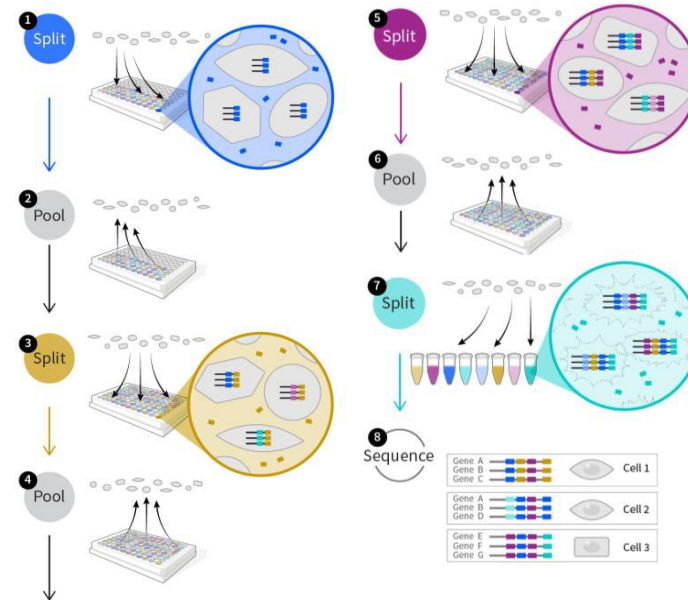 1
Split
2
Pool
3
Split
4
Pool
5
Split
6
Pool
7
Split
8
Sequence
Gene A
Gene B
Gene C
Cell 1
Gene A
Gene B
Gene D
Cell 2
Gene E
Gene F
Gene G
Cell 3